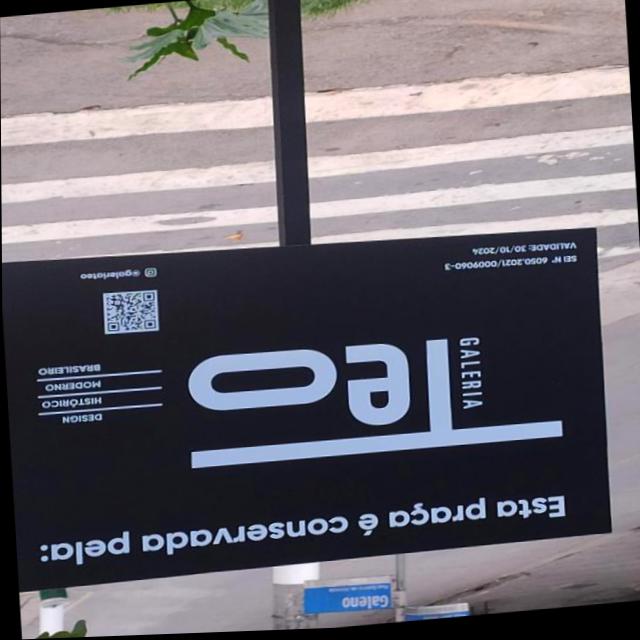 Esta praça é conservada pela:
GALERIA
Teo
DESIGN
HISTÓRICO
MODERNO
BRASILEIRO
@galeriateo
SEI Nº 6050.2021/0009060-3
VALIDADE: 30/10/2024
Galeno